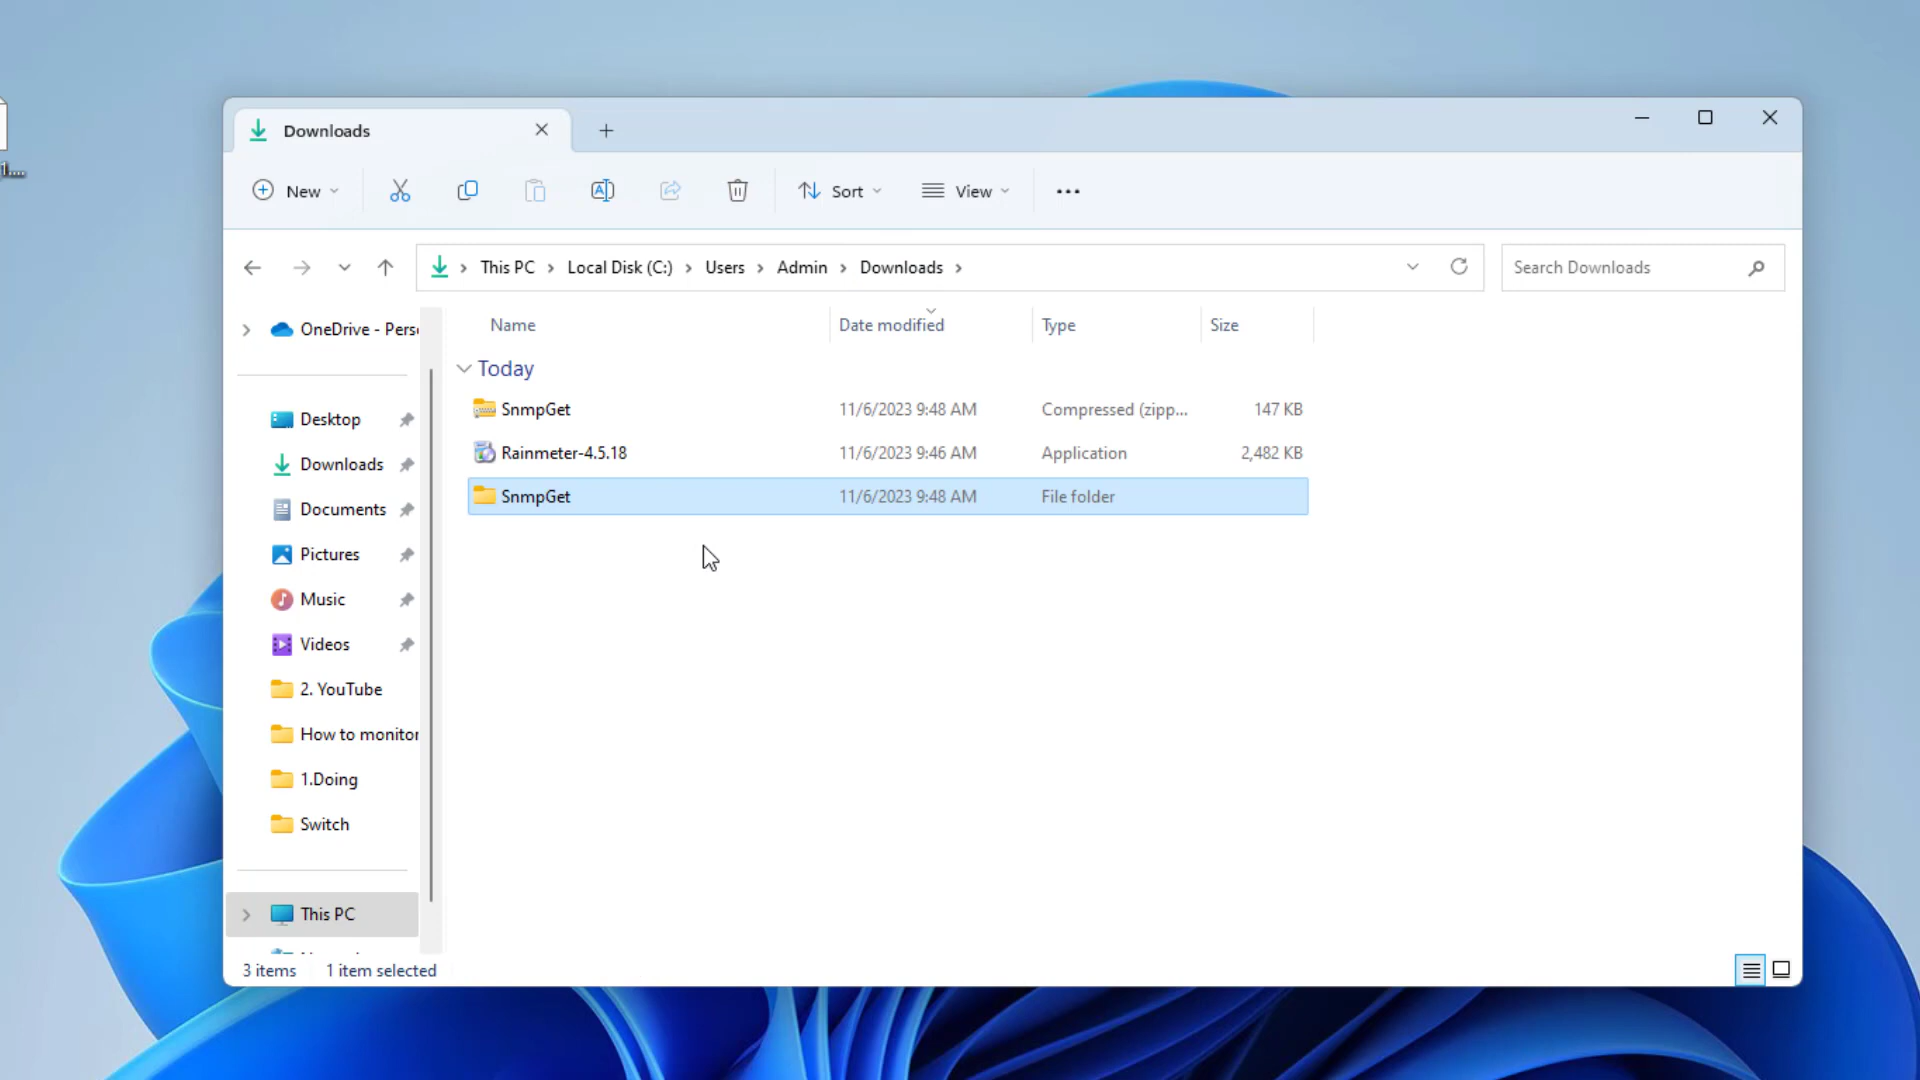 1....
Downloads
New
Sort
View
This PC > Local Disk (C:) > Users > Admin > Downloads >
Search Downloads
OneDrive - Pers
Name
Date modified
Type
Size
Today
SnmpGet 11/6/2023 9:48 AM Compressed (zipp... 147 KB
Rainmeter-4.5.18 11/6/2023 9:46 AM Application 2,482 KB
SnmpGet 11/6/2023 9:48 AM File folder
Desktop
Downloads
Documents
Pictures
Music
Videos
2. YouTube
How to monitor
1.Doing
Switch
This PC
3 items
1 item selected